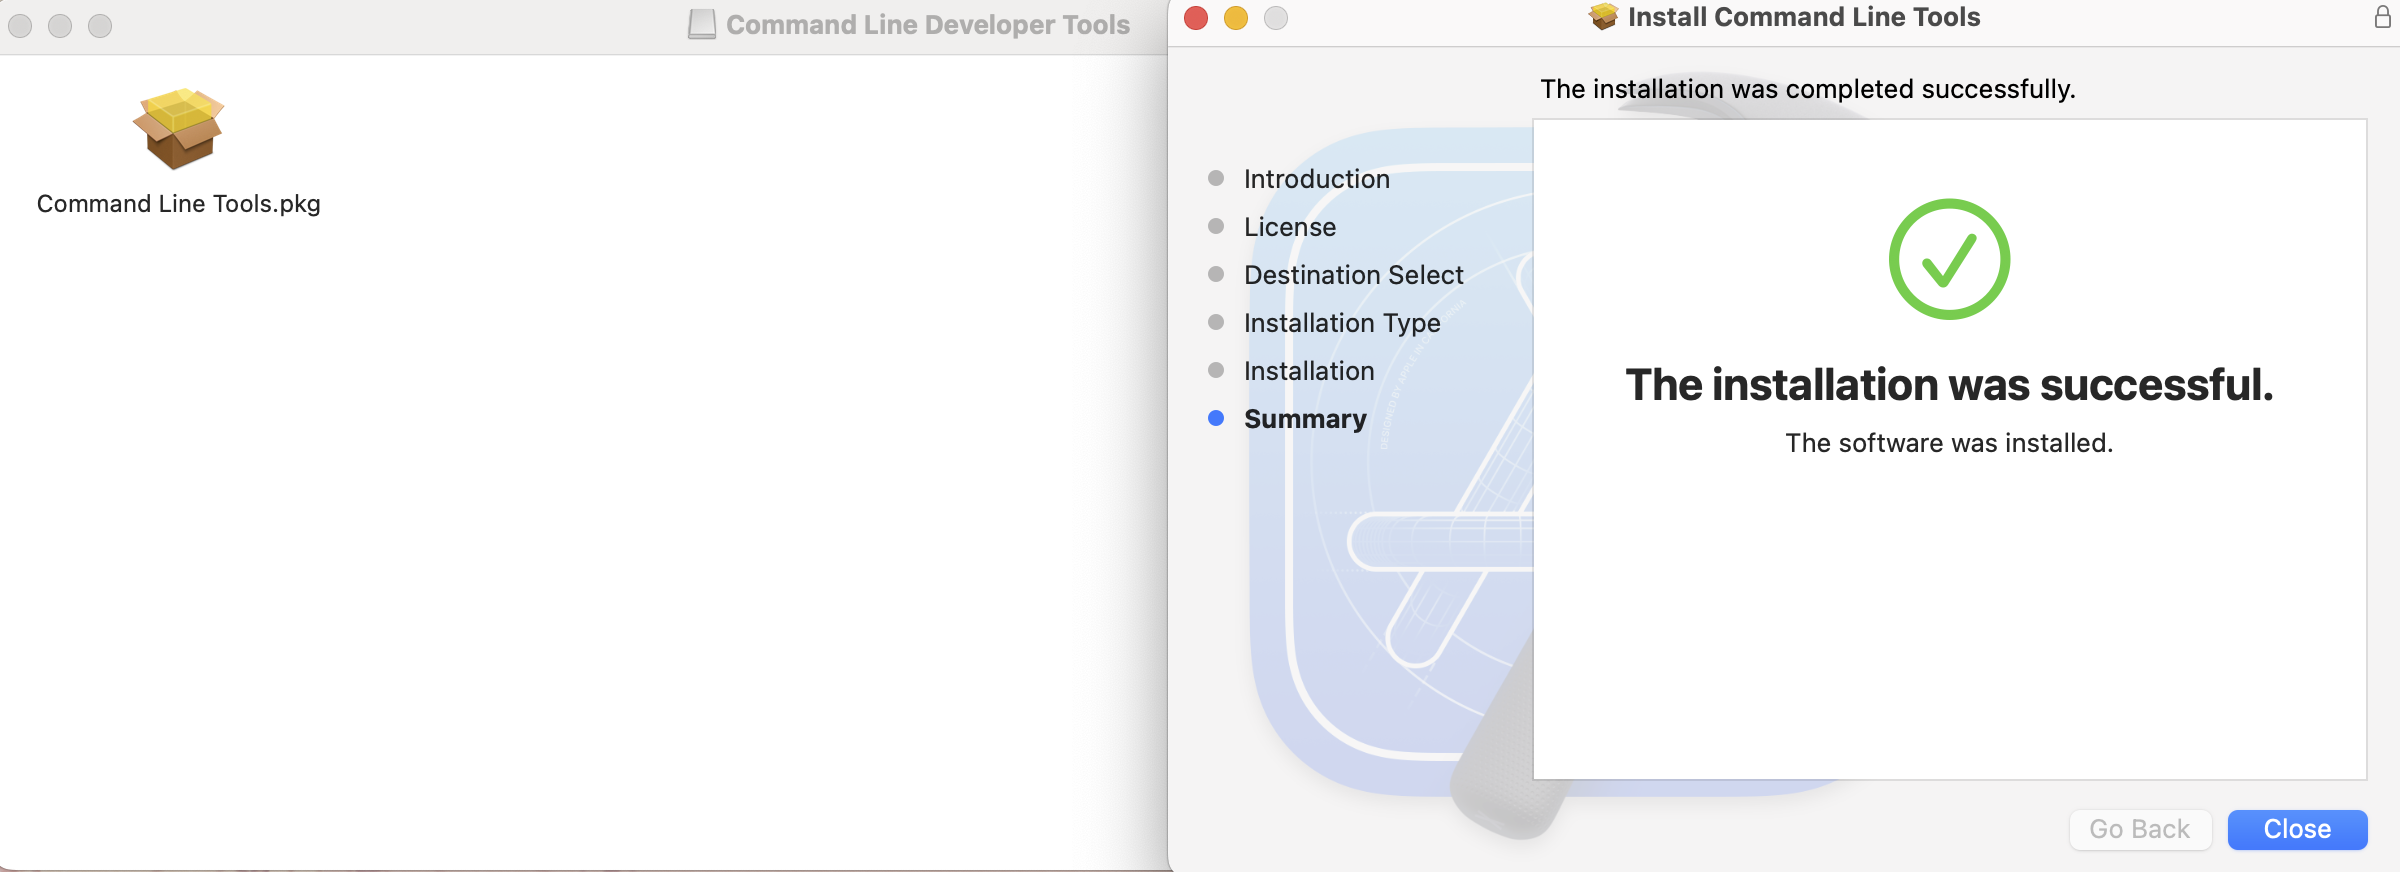 Command Line Developer Tools
Command Line Tools.pkg
Install Command Line Tools
The installation was completed successfully.
Introduction
License
Destination Select
Installation Type
Installation
Summary
The installation was successful.
The software was installed.
Go Back
Close